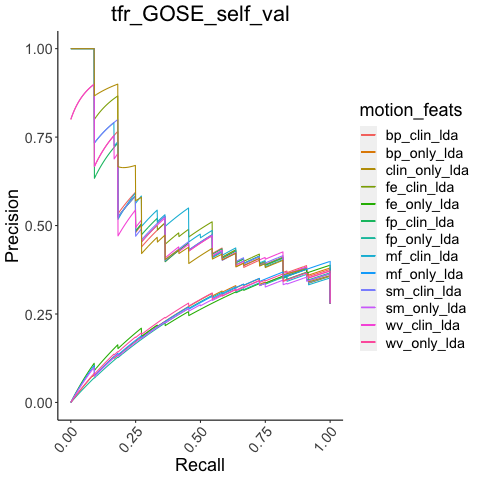 tfr_GOSE_self_val
1.00
0.75
0.50
0.25
0.00
Precision
0.00
0.25
0.50
0.75
1.00
Recall
motion_feats
bp_clin_lda
bp_only_lda
clin_only_lda
fe_clin_lda
fe_only_lda
fp_clin_lda
fp_only_lda
mf_clin_lda
mf_only_lda
sm_clin_lda
sm_only_lda
wv_clin_lda
wv_only_lda